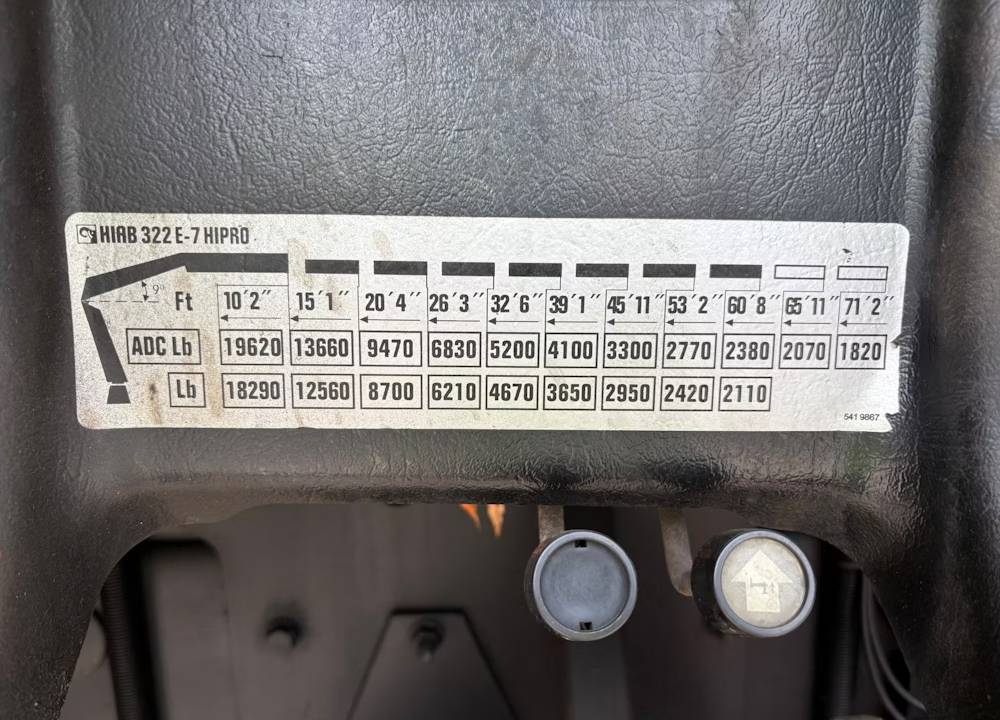 HIAB 322 E-7 HIPRO
9°
Ft 10´2´´ 15´1´´ 20´4´´ 26´3´´ 32´6´´ 39´1´´ 45´11´´ 53´2´´ 60´8´´ 65´11´´ 71´2´´
ADC Lb 19620 13660 9470 6830 5200 4100 3300 2770 2380 2070 1820
Lb 18290 12560 8700 6210 4670 3650 2950 2420 2110
541 9867